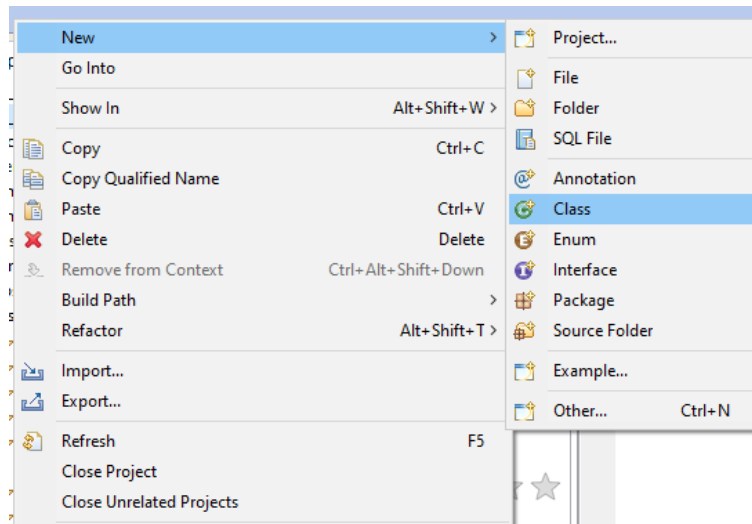 New >
Go Into
Show In Alt+Shift+W >
Copy Ctrl+C
Copy Qualified Name
Paste Ctrl+V
Delete Delete
Remove from Context Ctrl+Alt+Shift+Down
Build Path >
Refactor Alt+Shift+T >
Import...
Export...
Refresh F5
Close Project
Close Unrelated Projects
Project...
File
Folder
SQL File
Annotation
Class
Enum
Interface
Package
Source Folder
Example...
Other... Ctrl+N